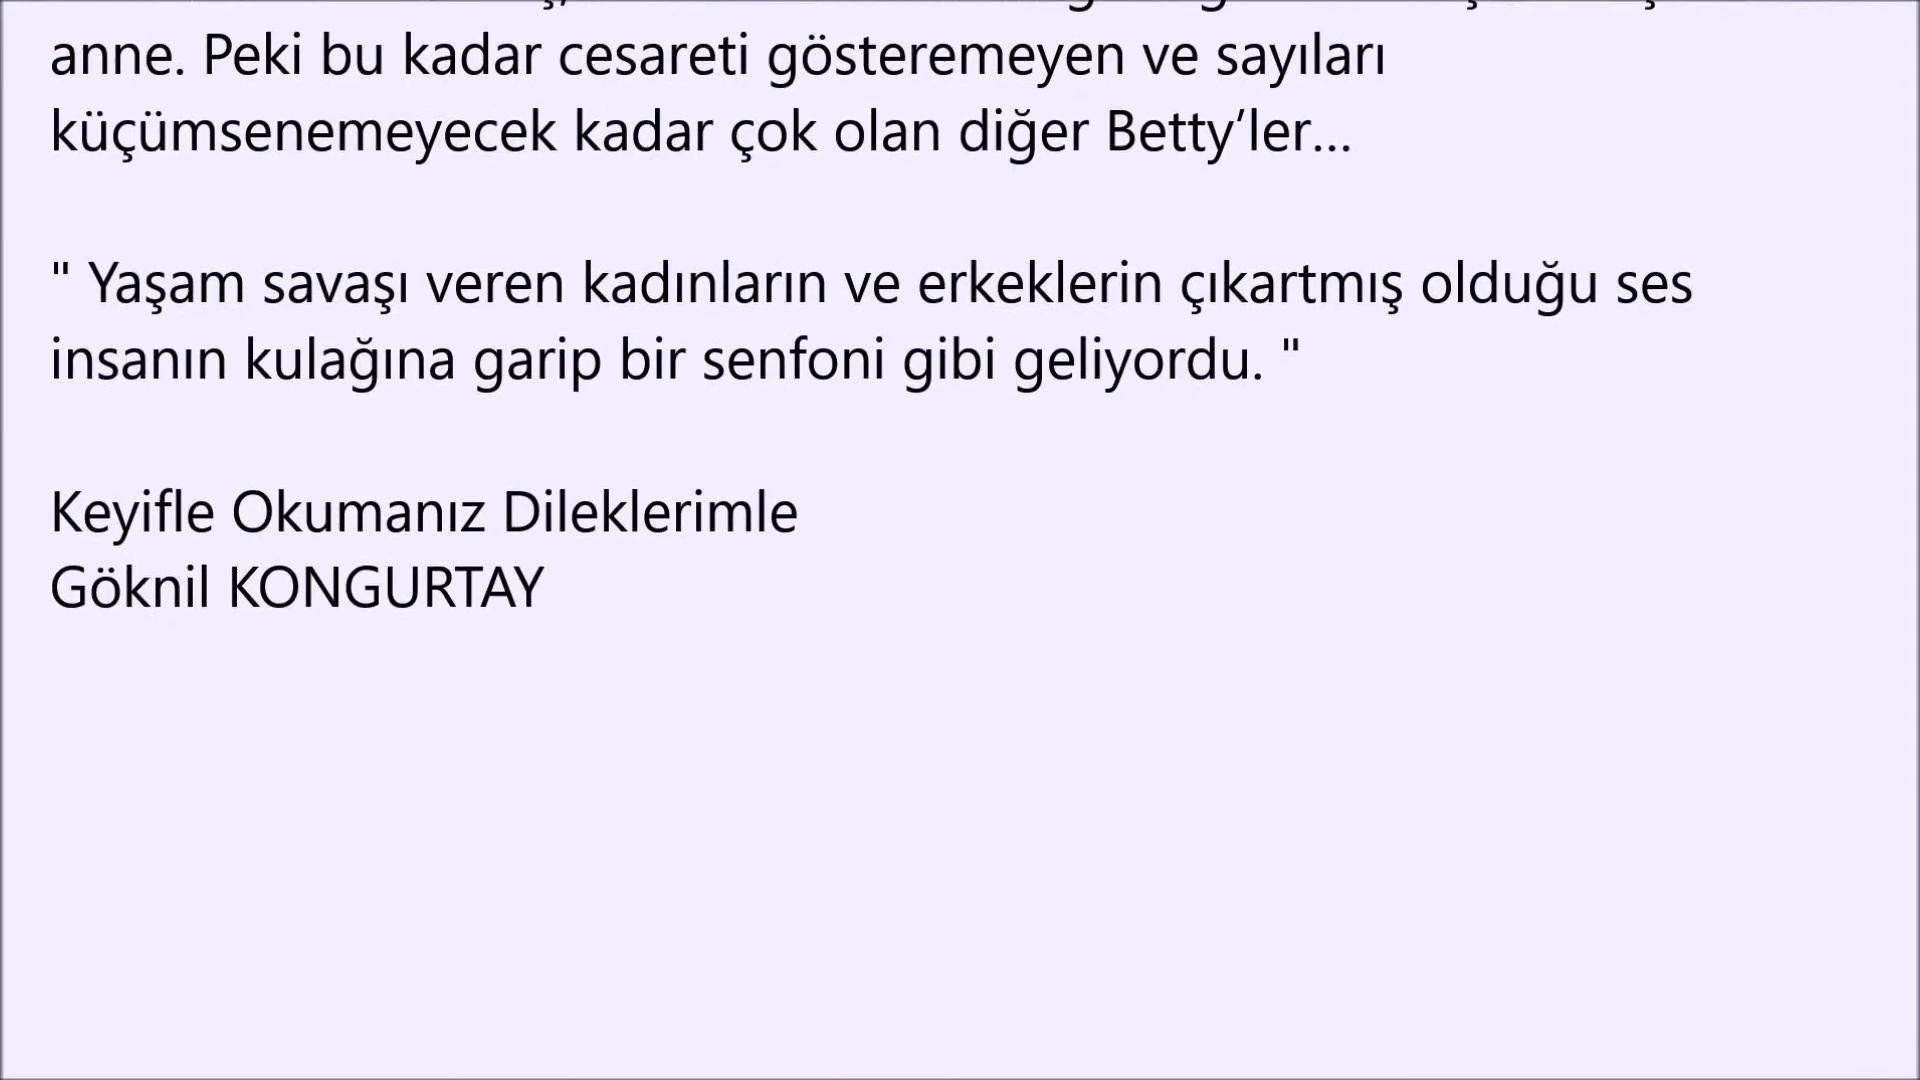 anne. Peki bu kadar cesareti gösteremeyen ve sayıları
küçümsenemeyecek kadar çok olan diğer Betty’ler...

" Yaşam savaşı veren kadınların ve erkeklerin çıkartmış olduğu ses
insanın kulağına garip bir senfoni gibi geliyordu. "

Keyifle Okumanız Dileklerimle
Göknil KONGURTAY